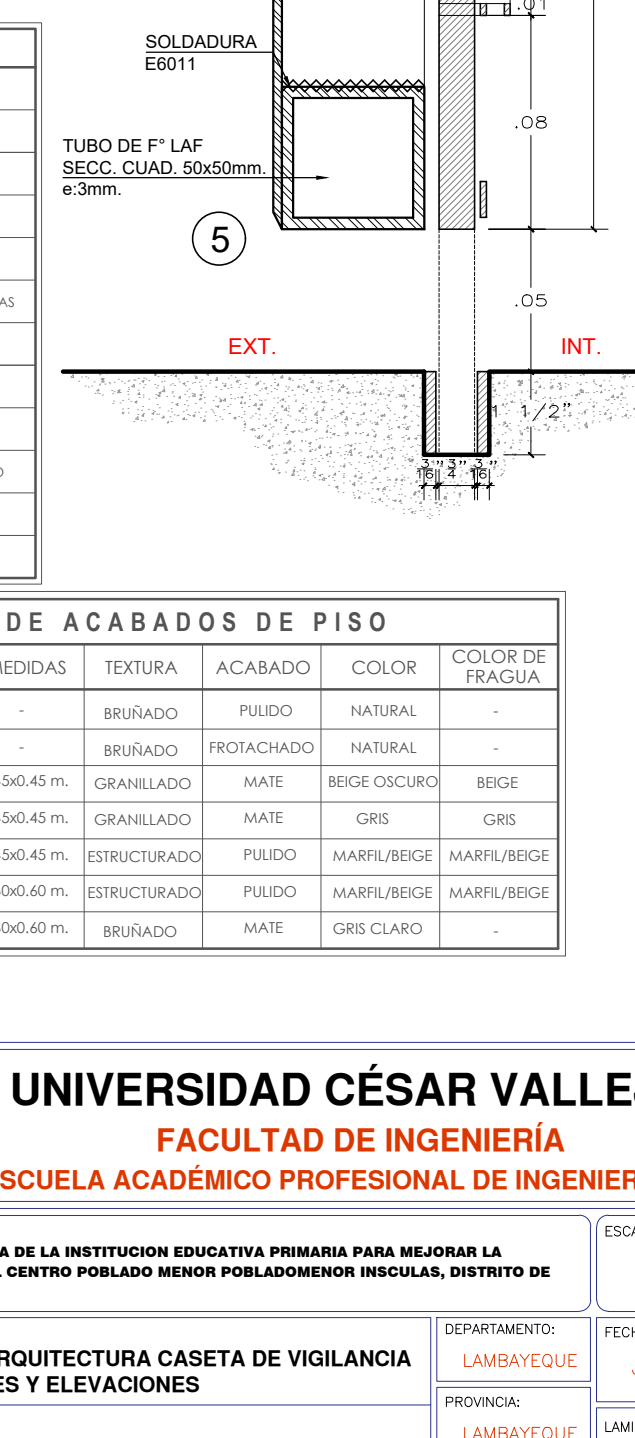 .01
SOLDADURA
E6011
.08
TUBO DE F° LAF
SECC. CUAD. 50x50mm.
e:3mm.
5
.05
AS
EXT.
INT.
1 1/2"
3/16" 3/4" 3/16"
O
DE ACABADOS DE PISO
MEDIDAS TEXTURA ACABADO COLOR COLOR DE FRAGUA
- BRUÑADO PULIDO NATURAL -
- BRUÑADO FROTACHADO NATURAL -
5x0.45 m. GRANILLADO MATE BEIGE OSCURO BEIGE
5x0.45 m. GRANILLADO MATE GRIS GRIS
5x0.45 m. ESTRUCTURADO PULIDO MARFIL/BEIGE MARFIL/BEIGE
0x0.60 m. ESTRUCTURADO PULIDO MARFIL/BEIGE MARFIL/BEIGE
0x0.60 m. BRUÑADO MATE GRIS CLARO -
UNIVERSIDAD CÉSAR VALLE
FACULTAD DE INGENIERÍA
SCUELA ACADÉMICO PROFESIONAL DE INGENIER
A DE LA INSTITUCION EDUCATIVA PRIMARIA PARA MEJORAR LA
L CENTRO POBLADO MENOR POBLADOMENOR INSCULAS, DISTRITO DE
ESCA
RQUITECTURA CASETA DE VIGILANCIA
ES Y ELEVACIONES
DEPARTAMENTO:
LAMBAYEQUE
FECH
PROVINCIA:
LAMBAYEQUE
LAMI